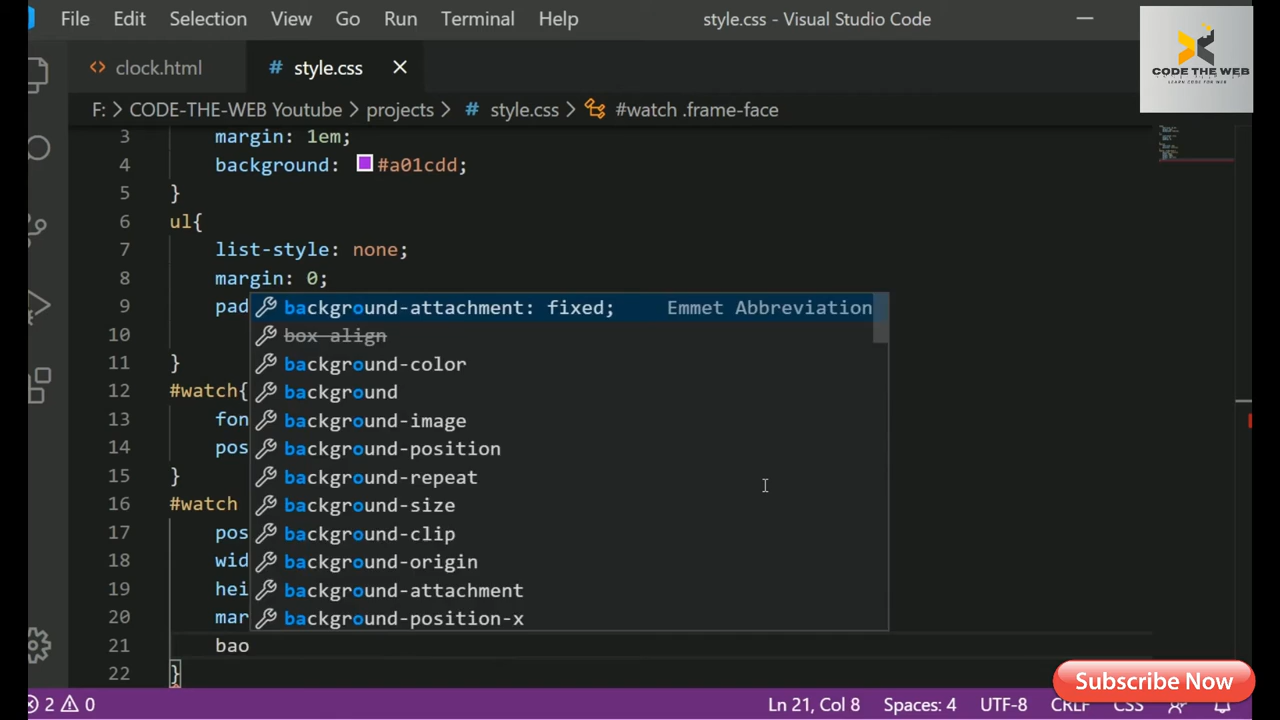 File Edit Selection View Go Run Terminal Help style.css - Visual Studio Code
CODE THE WEB
LEARN CODE FOR WEB
clock.html style.css
F: > CODE-THE-WEB Youtube > projects > # style.css > #watch .frame-face
3 margin: 1em;
4 background: #a01cdd;
5 }
6 ul{
7 list-style: none;
8 margin: 0;
9 pad
10
11 }
12 #watch{
13 fon
14 pos
15 }
16 #watch
17 pos
18 wid
19 hei
20 mar
21 bao
22 }
background-attachment: fixed; Emmet Abbreviation
box-align
background-color
background
background-image
background-position
background-repeat
background-size
background-clip
background-origin
background-attachment
background-position-x
Subscribe Now
2 0 Ln 21, Col 8 Spaces: 4 UTF-8 CRLF CSS